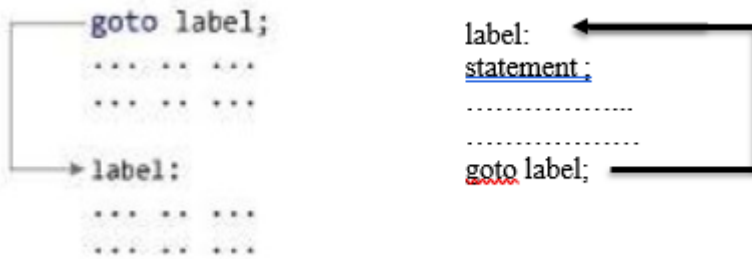 goto label;
... .. ...
... .. ...
label:
... .. ...
... .. ...
label:
statement ;
………………...
………………
goto label;